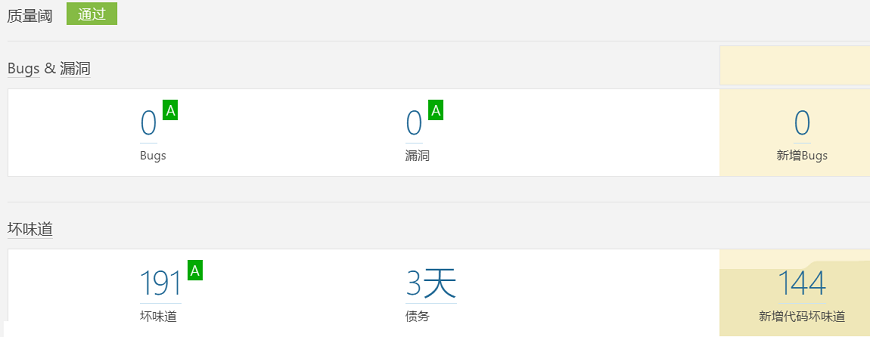 质量阈 通过
Bugs & 漏洞
0 A 0 A 0
Bugs 漏洞 新增Bugs
坏味道
191 A 3天 144
坏味道 债务 新增代码坏味道